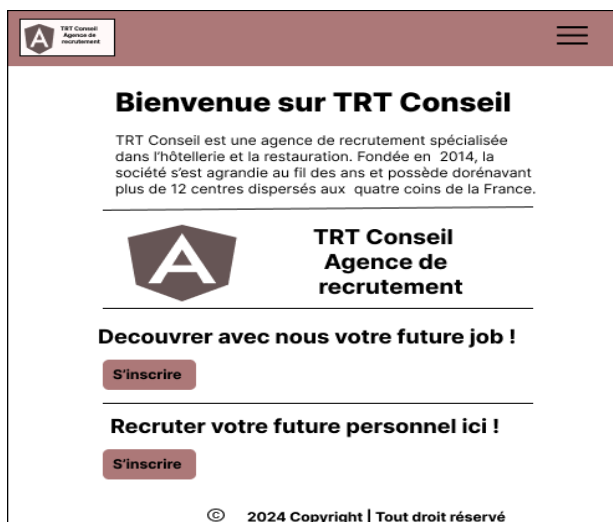 TRT Conseil
Agence de
recrutement
Bienvenue sur TRT Conseil
TRT Conseil est une agence de recrutement spécialisée
dans l’hôtellerie et la restauration. Fondée en 2014, la
société s’est agrandie au fil des ans et possède dorénavant
plus de 12 centres dispersés aux quatre coins de la France.
A
TRT Conseil
Agence de
recrutement
Decouvrer avec nous votre future job !
S’inscrire
Recruter votre future personnel ici !
S’inscrire
© 2024 Copyright | Tout droit réservé